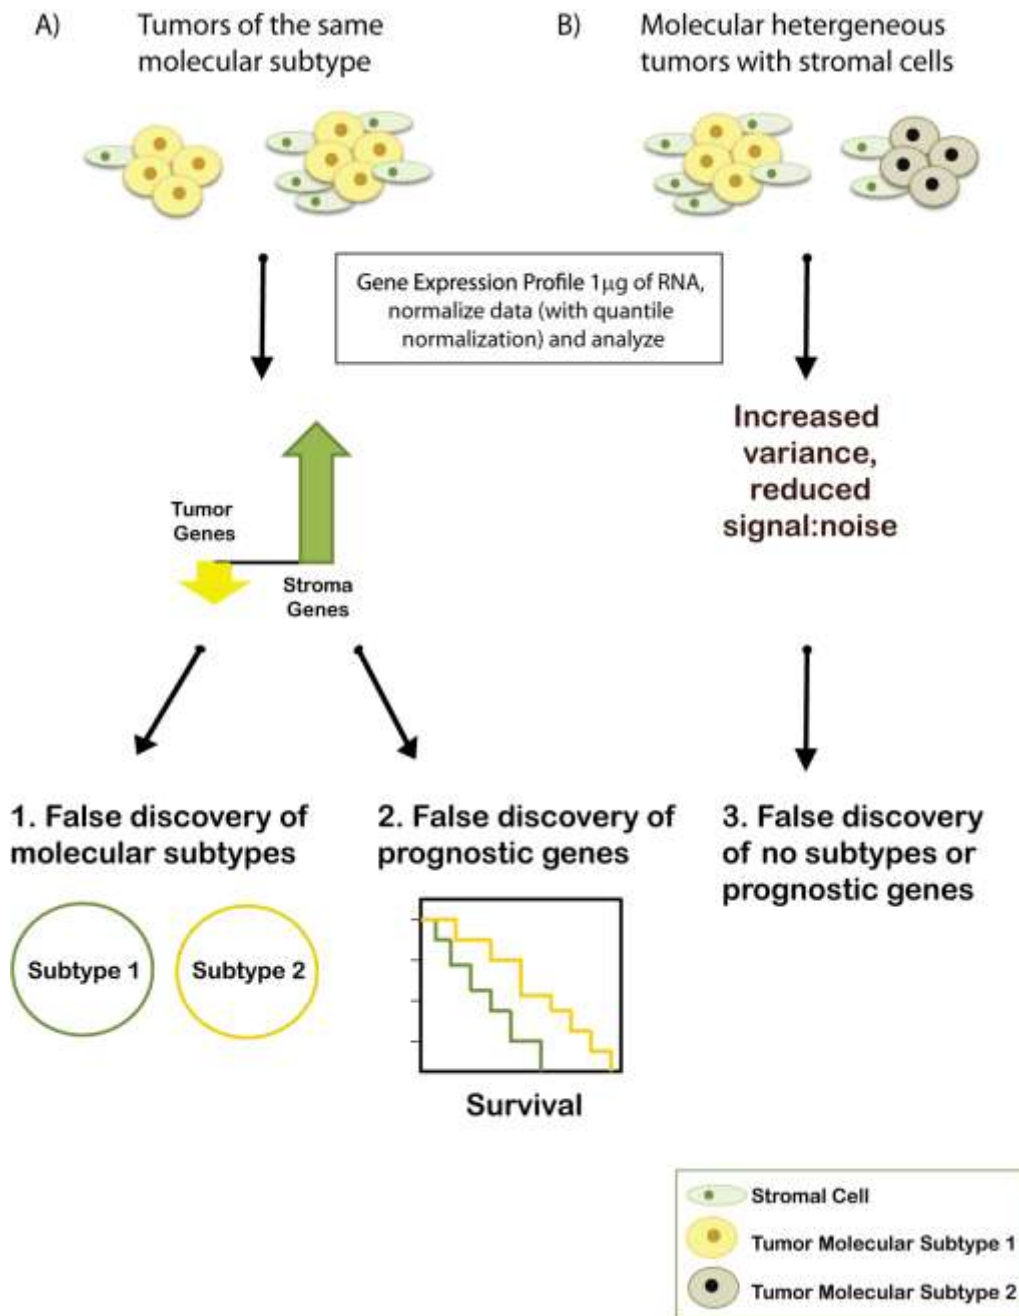 A) Tumors of the same
molecular subtype
B) Molecular hetergeneous
tumors with stromal cells
Gene Expression Profile 1μg of RNA,
normalize data (with quantile
normalization) and analyze
Tumor
Genes
Stroma
Genes
Increased
variance,
reduced
signal:noise
1. False discovery of
molecular subtypes
Subtype 1
Subtype 2
2. False discovery of
prognostic genes
Survival
3. False discovery
of no subtypes or
prognostic genes
Stromal Cell
Tumor Molecular Subtype 1
Tumor Molecular Subtype 2